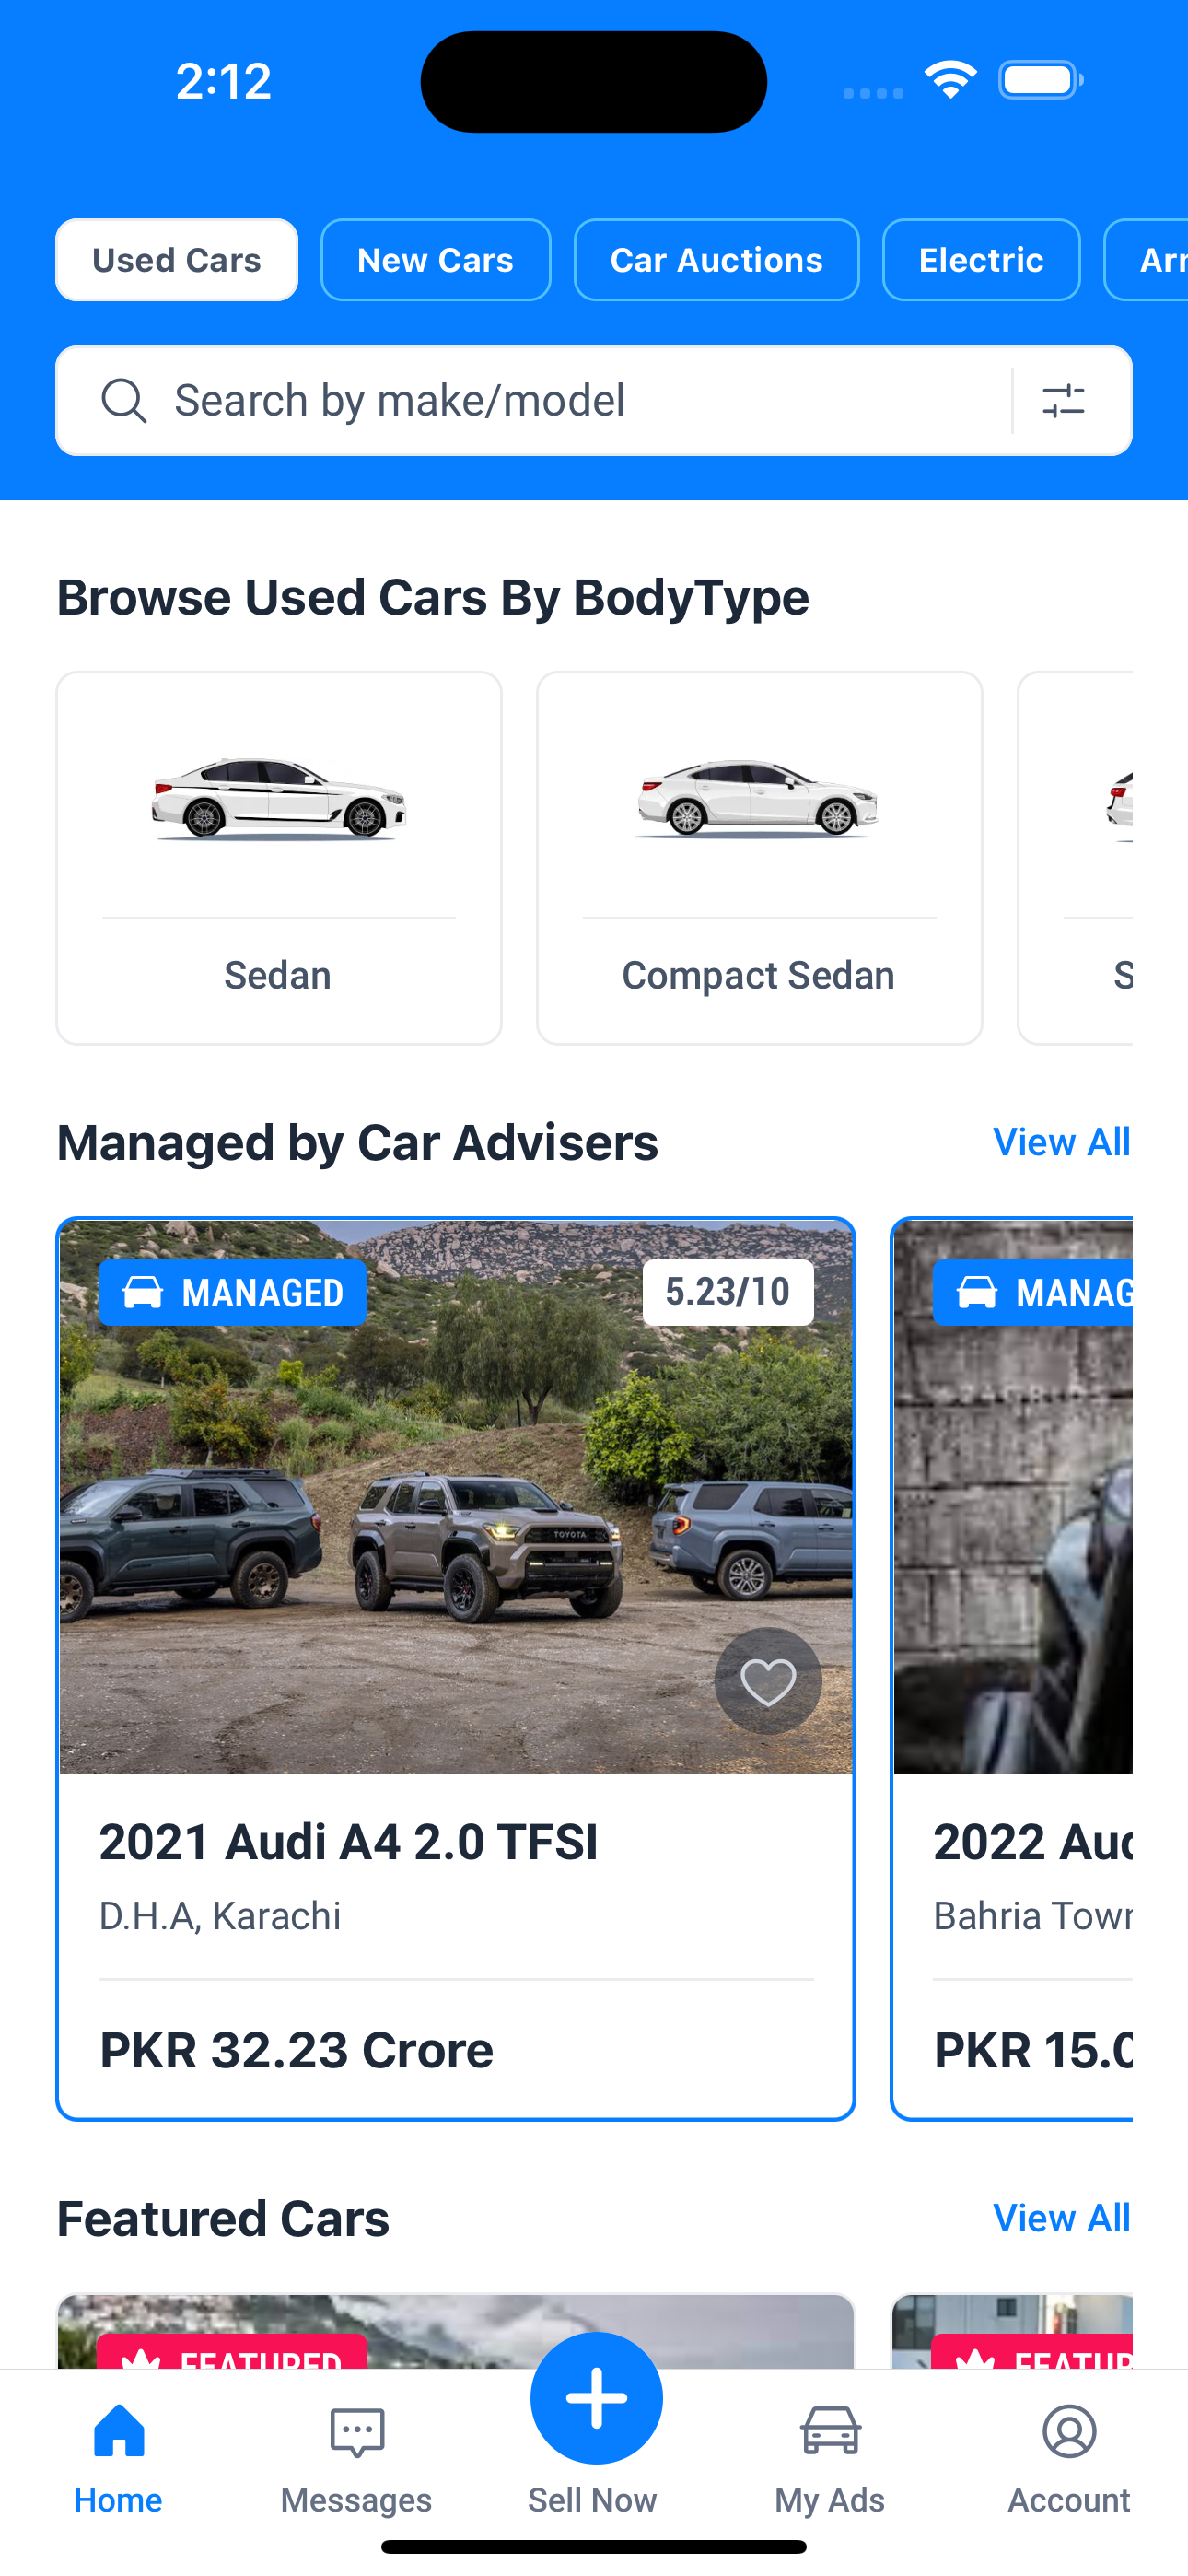 2:12
Used Cars
New Cars
Car Auctions
Electric
Search by make/model
Browse Used Cars By BodyType
Sedan
Compact Sedan
S
Managed by Car Advisers
View All
MANAGED
5.23/10
MANAG
TOYOTA
2021 Audi A4 2.0 TFSI
D.H.A, Karachi
PKR 32.23 Crore
2022 Aud
Bahria Town
PKR 15.0
Featured Cars
View All
FEATURED
FEATUR
Home
Messages
Sell Now
My Ads
Account